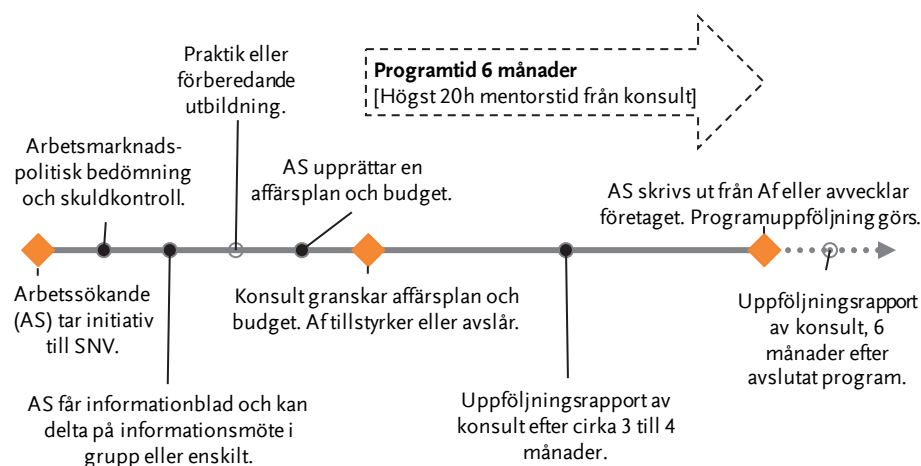 Praktik eller
förberedande
utbildning.
Programtid 6 månader
[Högst 20h mentorstid från konsult]
Arbetsmarknads-
politisk bedömning
och skuldkontroll.
AS upprättar en
affärsplan och budget.
AS skrivs ut från Af eller avvecklar
företaget. Programuppföljning görs.
Arbetssökande
(AS) tar initiativ
till SNV.
Konsult granskar affärsplan och
budget. Af tillstyrker eller avslår.
Uppföljningsrapport
av konsult, 6
månader efter
avslutat program.
AS får informationblad och kan
delta på informationsmöte i
grupp eller enskilt.
Uppföljningsrapport av
konsult efter cirka 3 till 4
månader.